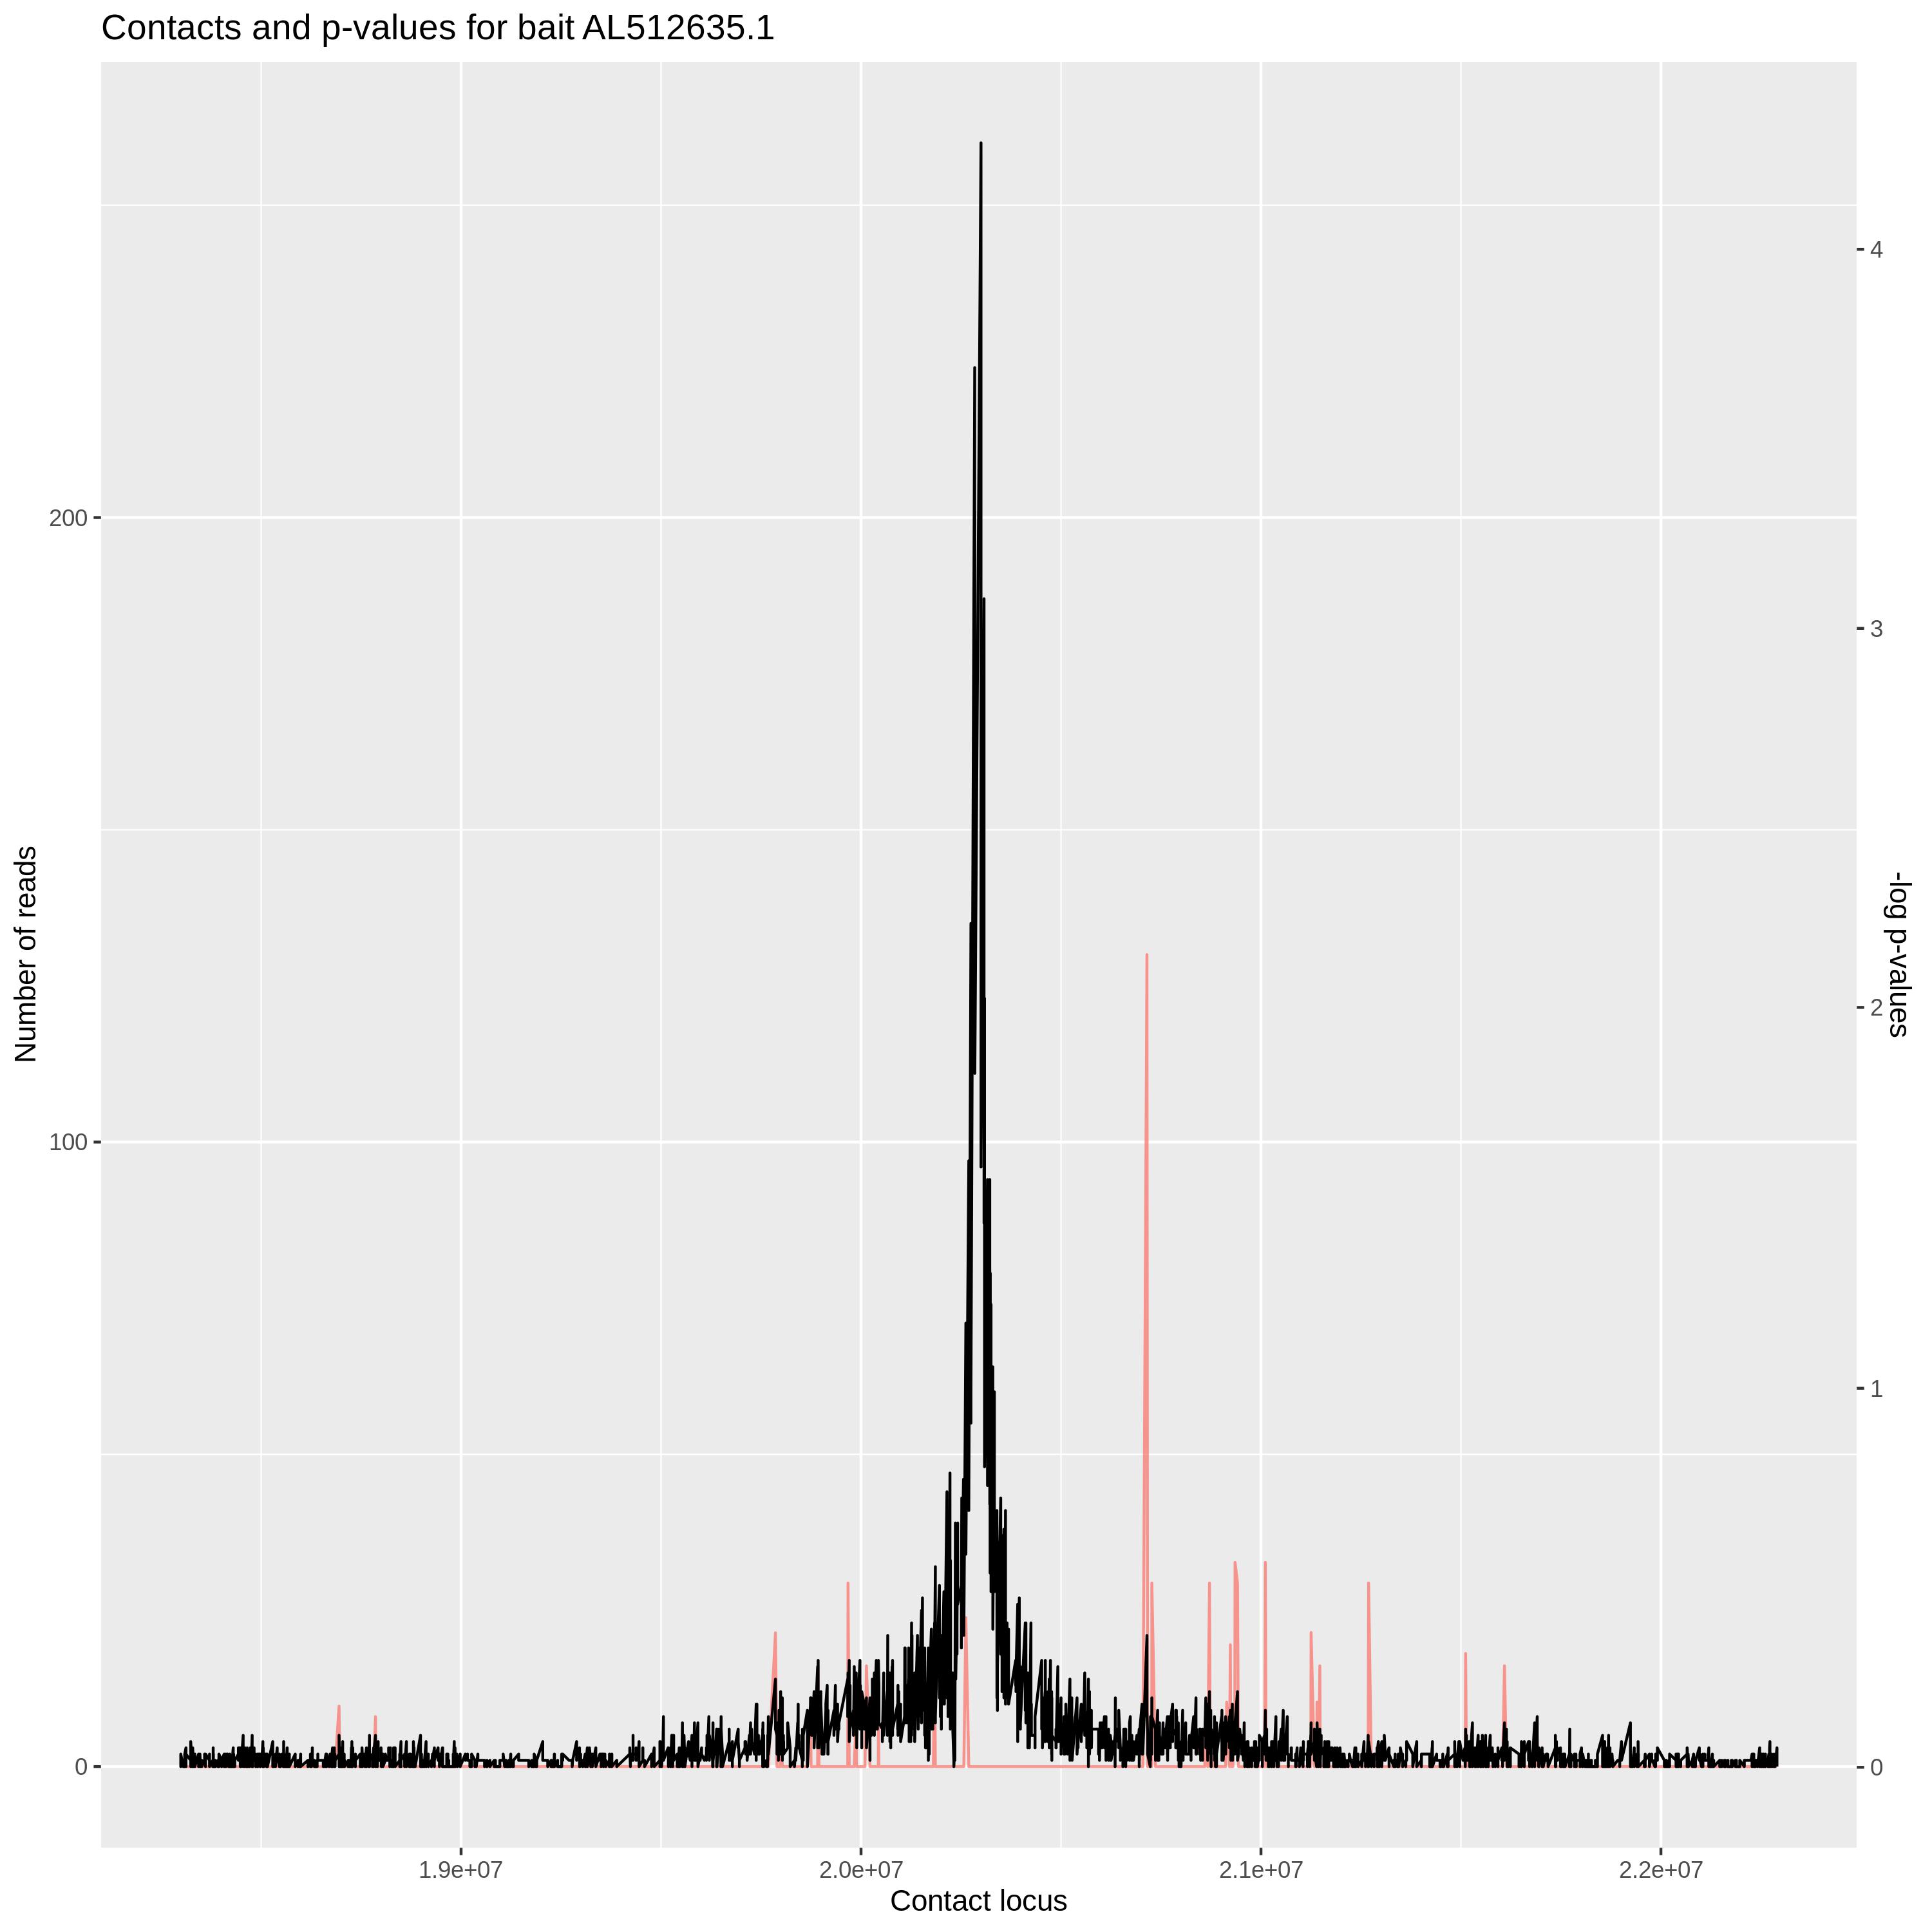 Contacts and p-values for bait AL512635.1
Number of reads
200
100
0
4
3
2
1
0
-log p-values
1.9e+07
2.0e+07
2.1e+07
2.2e+07
Contact locus